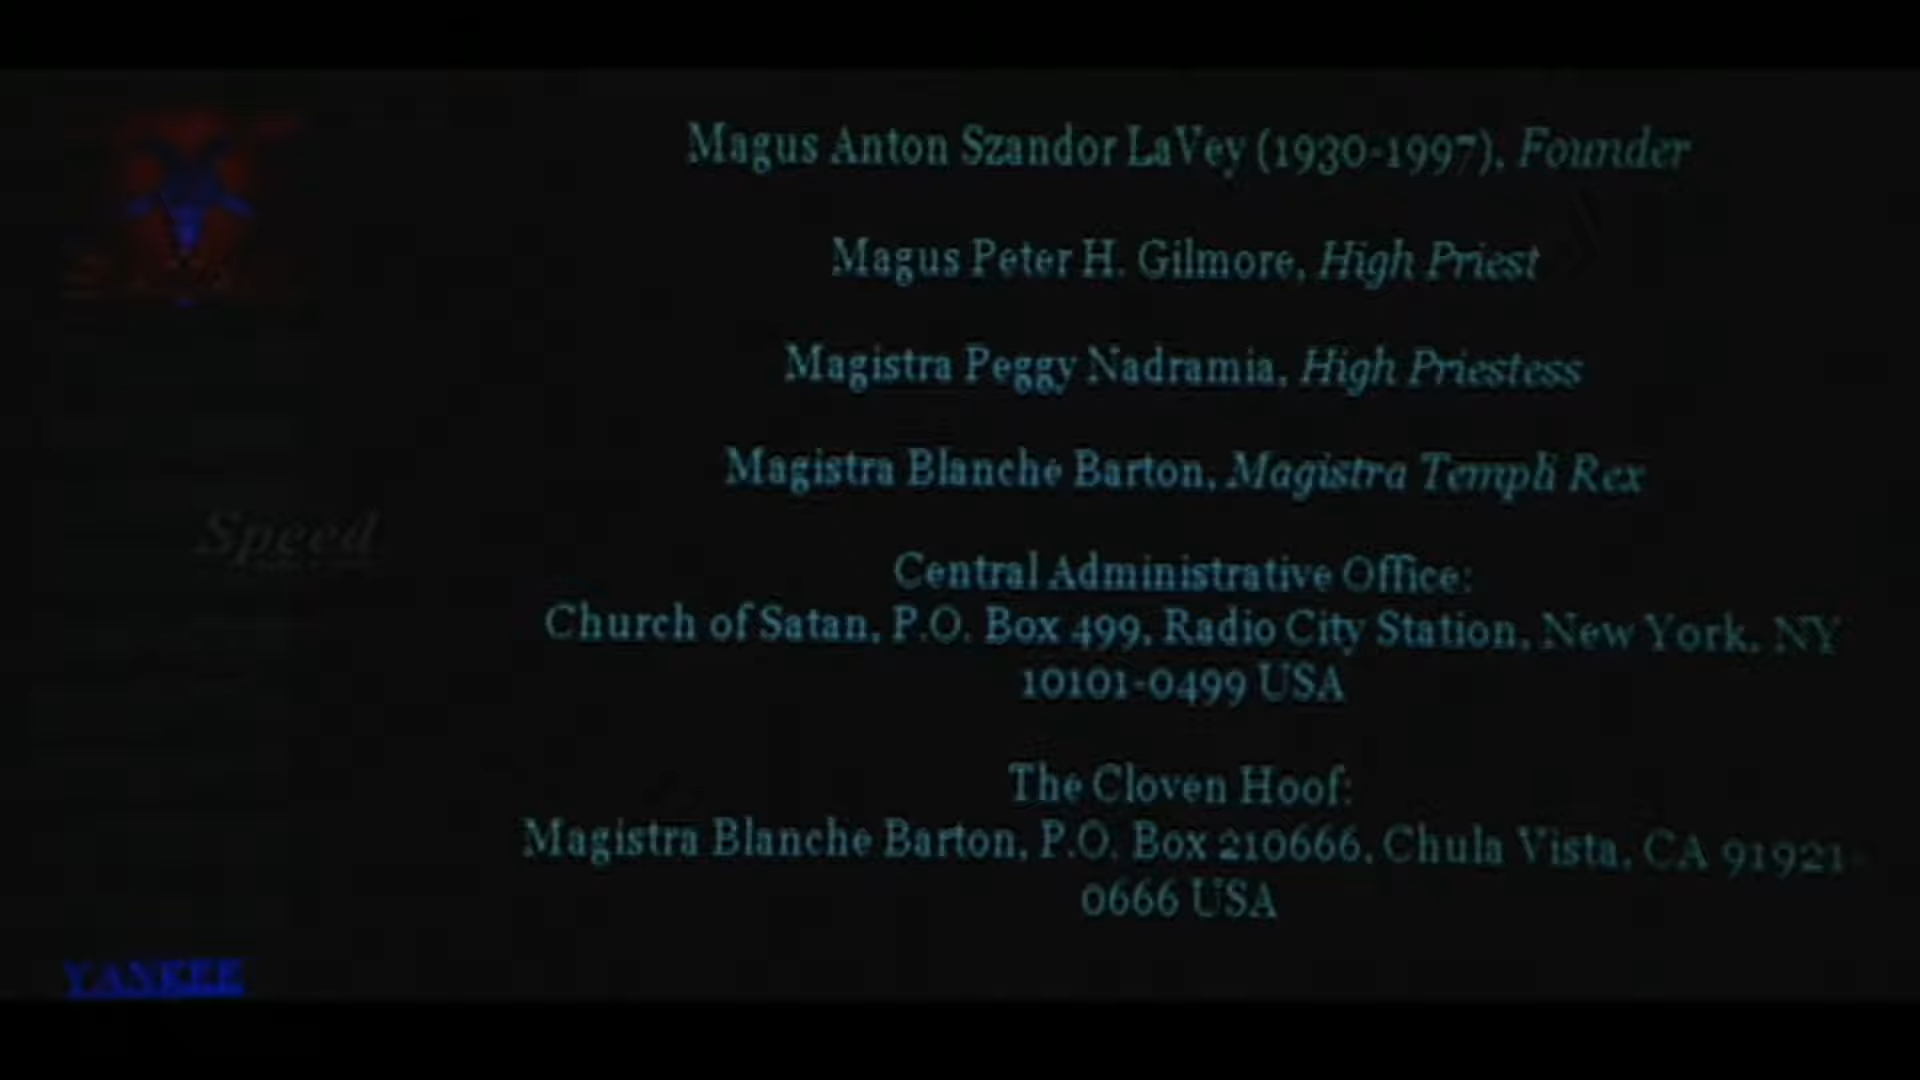 Magus Anton Szandor LaVey (1930-1997), Founder
Magus Peter H. Gilmore, High Priest
Magistra Peggy Nadramia, High Priestess
Magistra Blanche Barton, Magistra Templi Rex
Speed
Central Administrative Office:
Church of Satan, P.O. Box 499, Radio City Station, New York, NY
10101-0499 USA
The Cloven Hoof:
Magistra Blanche Barton, P.O. Box 210666, Chula Vista, CA 91921-
0666 USA
YANKEE